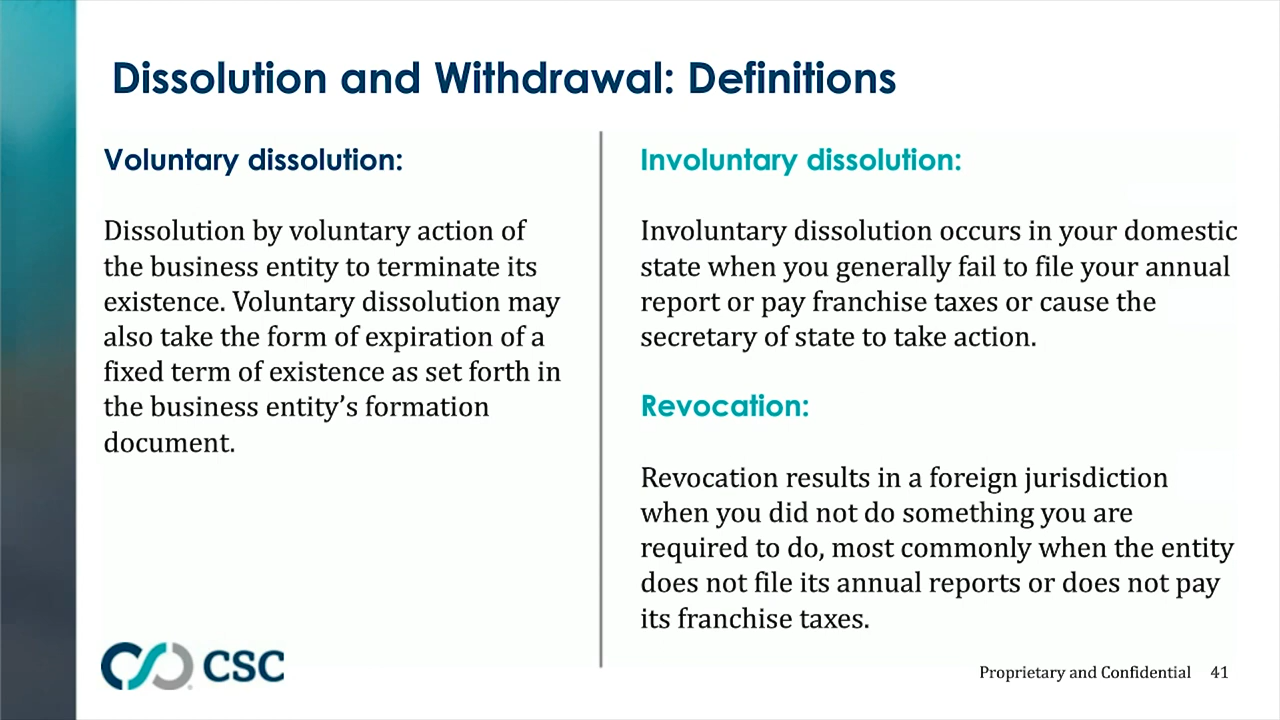 Dissolution and Withdrawal: Definitions
Voluntary dissolution:
Dissolution by voluntary action of
the business entity to terminate its
existence. Voluntary dissolution may
also take the form of expiration of a
fixed term of existence as set forth in
the business entity’s formation
document.
Involuntary dissolution:
Involuntary dissolution occurs in your domestic
state when you generally fail to file your annual
report or pay franchise taxes or cause the
secretary of state to take action.
Revocation:
Revocation results in a foreign jurisdiction
when you did not do something you are
required to do, most commonly when the entity
does not file its annual reports or does not pay
its franchise taxes.
CSC
Proprietary and Confidential 41